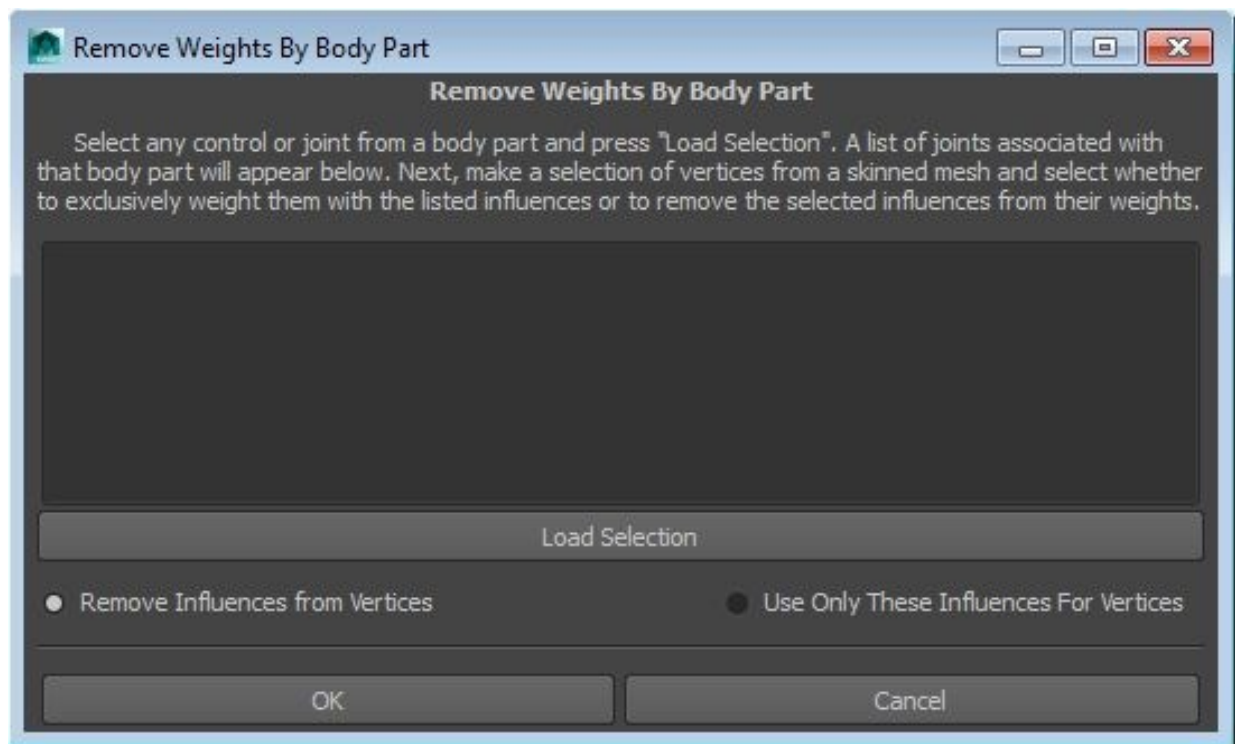 Remove Weights By Body Part
Remove Weights By Body Part
Select any control or joint from a body part and press "Load Selection". A list of joints associated with
that body part will appear below. Next, make a selection of vertices from a skinned mesh and select whether
to exclusively weight them with the listed influences or to remove the selected influences from their weights.
Load Selection
Remove Influences from Vertices
Use Only These Influences For Vertices
OK
Cancel